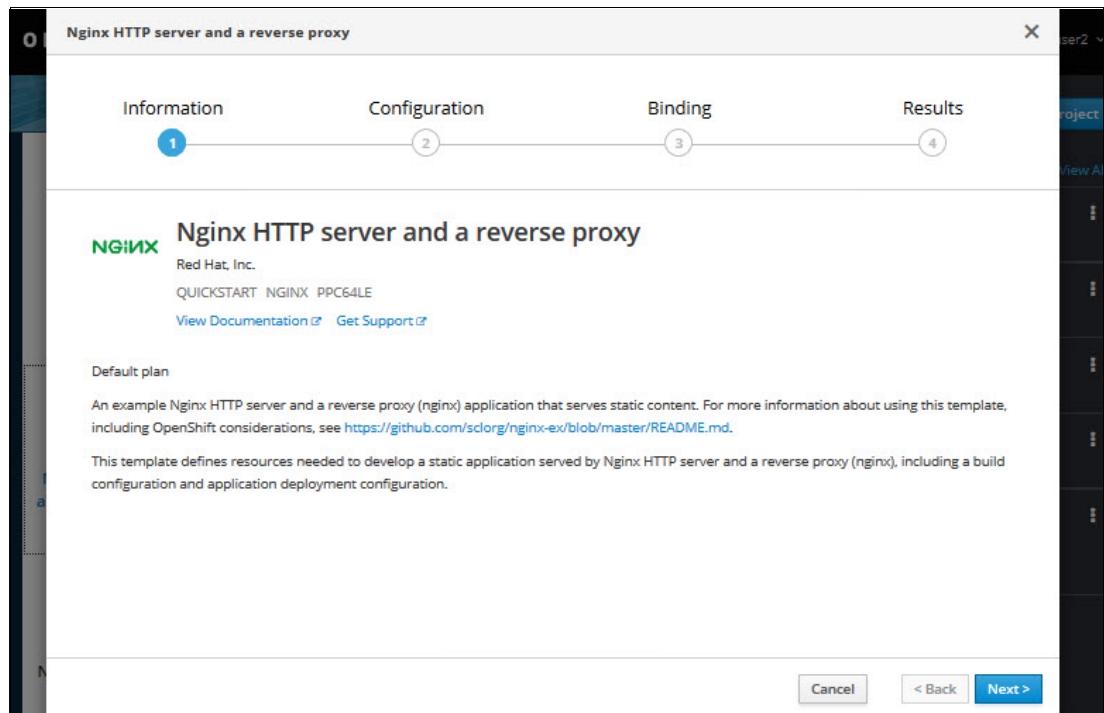 Nginx HTTP server and a reverse proxy
ser2
Information
Configuration
Binding
Results
1
2
3
4
roject
View Al
NGINX
Nginx HTTP server and a reverse proxy
Red Hat, Inc.
QUICKSTART NGINX PPC64LE
View Documentation Get Support
Default plan
An example Nginx HTTP server and a reverse proxy (nginx) application that serves static content. For more information about using this template,
including OpenShift considerations, see https://github.com/sclorg/nginx-ex/blob/master/README.md.
This template defines resources needed to develop a static application served by Nginx HTTP server and a reverse proxy (nginx), including a build
configuration and application deployment configuration.
Cancel
< Back
Next >